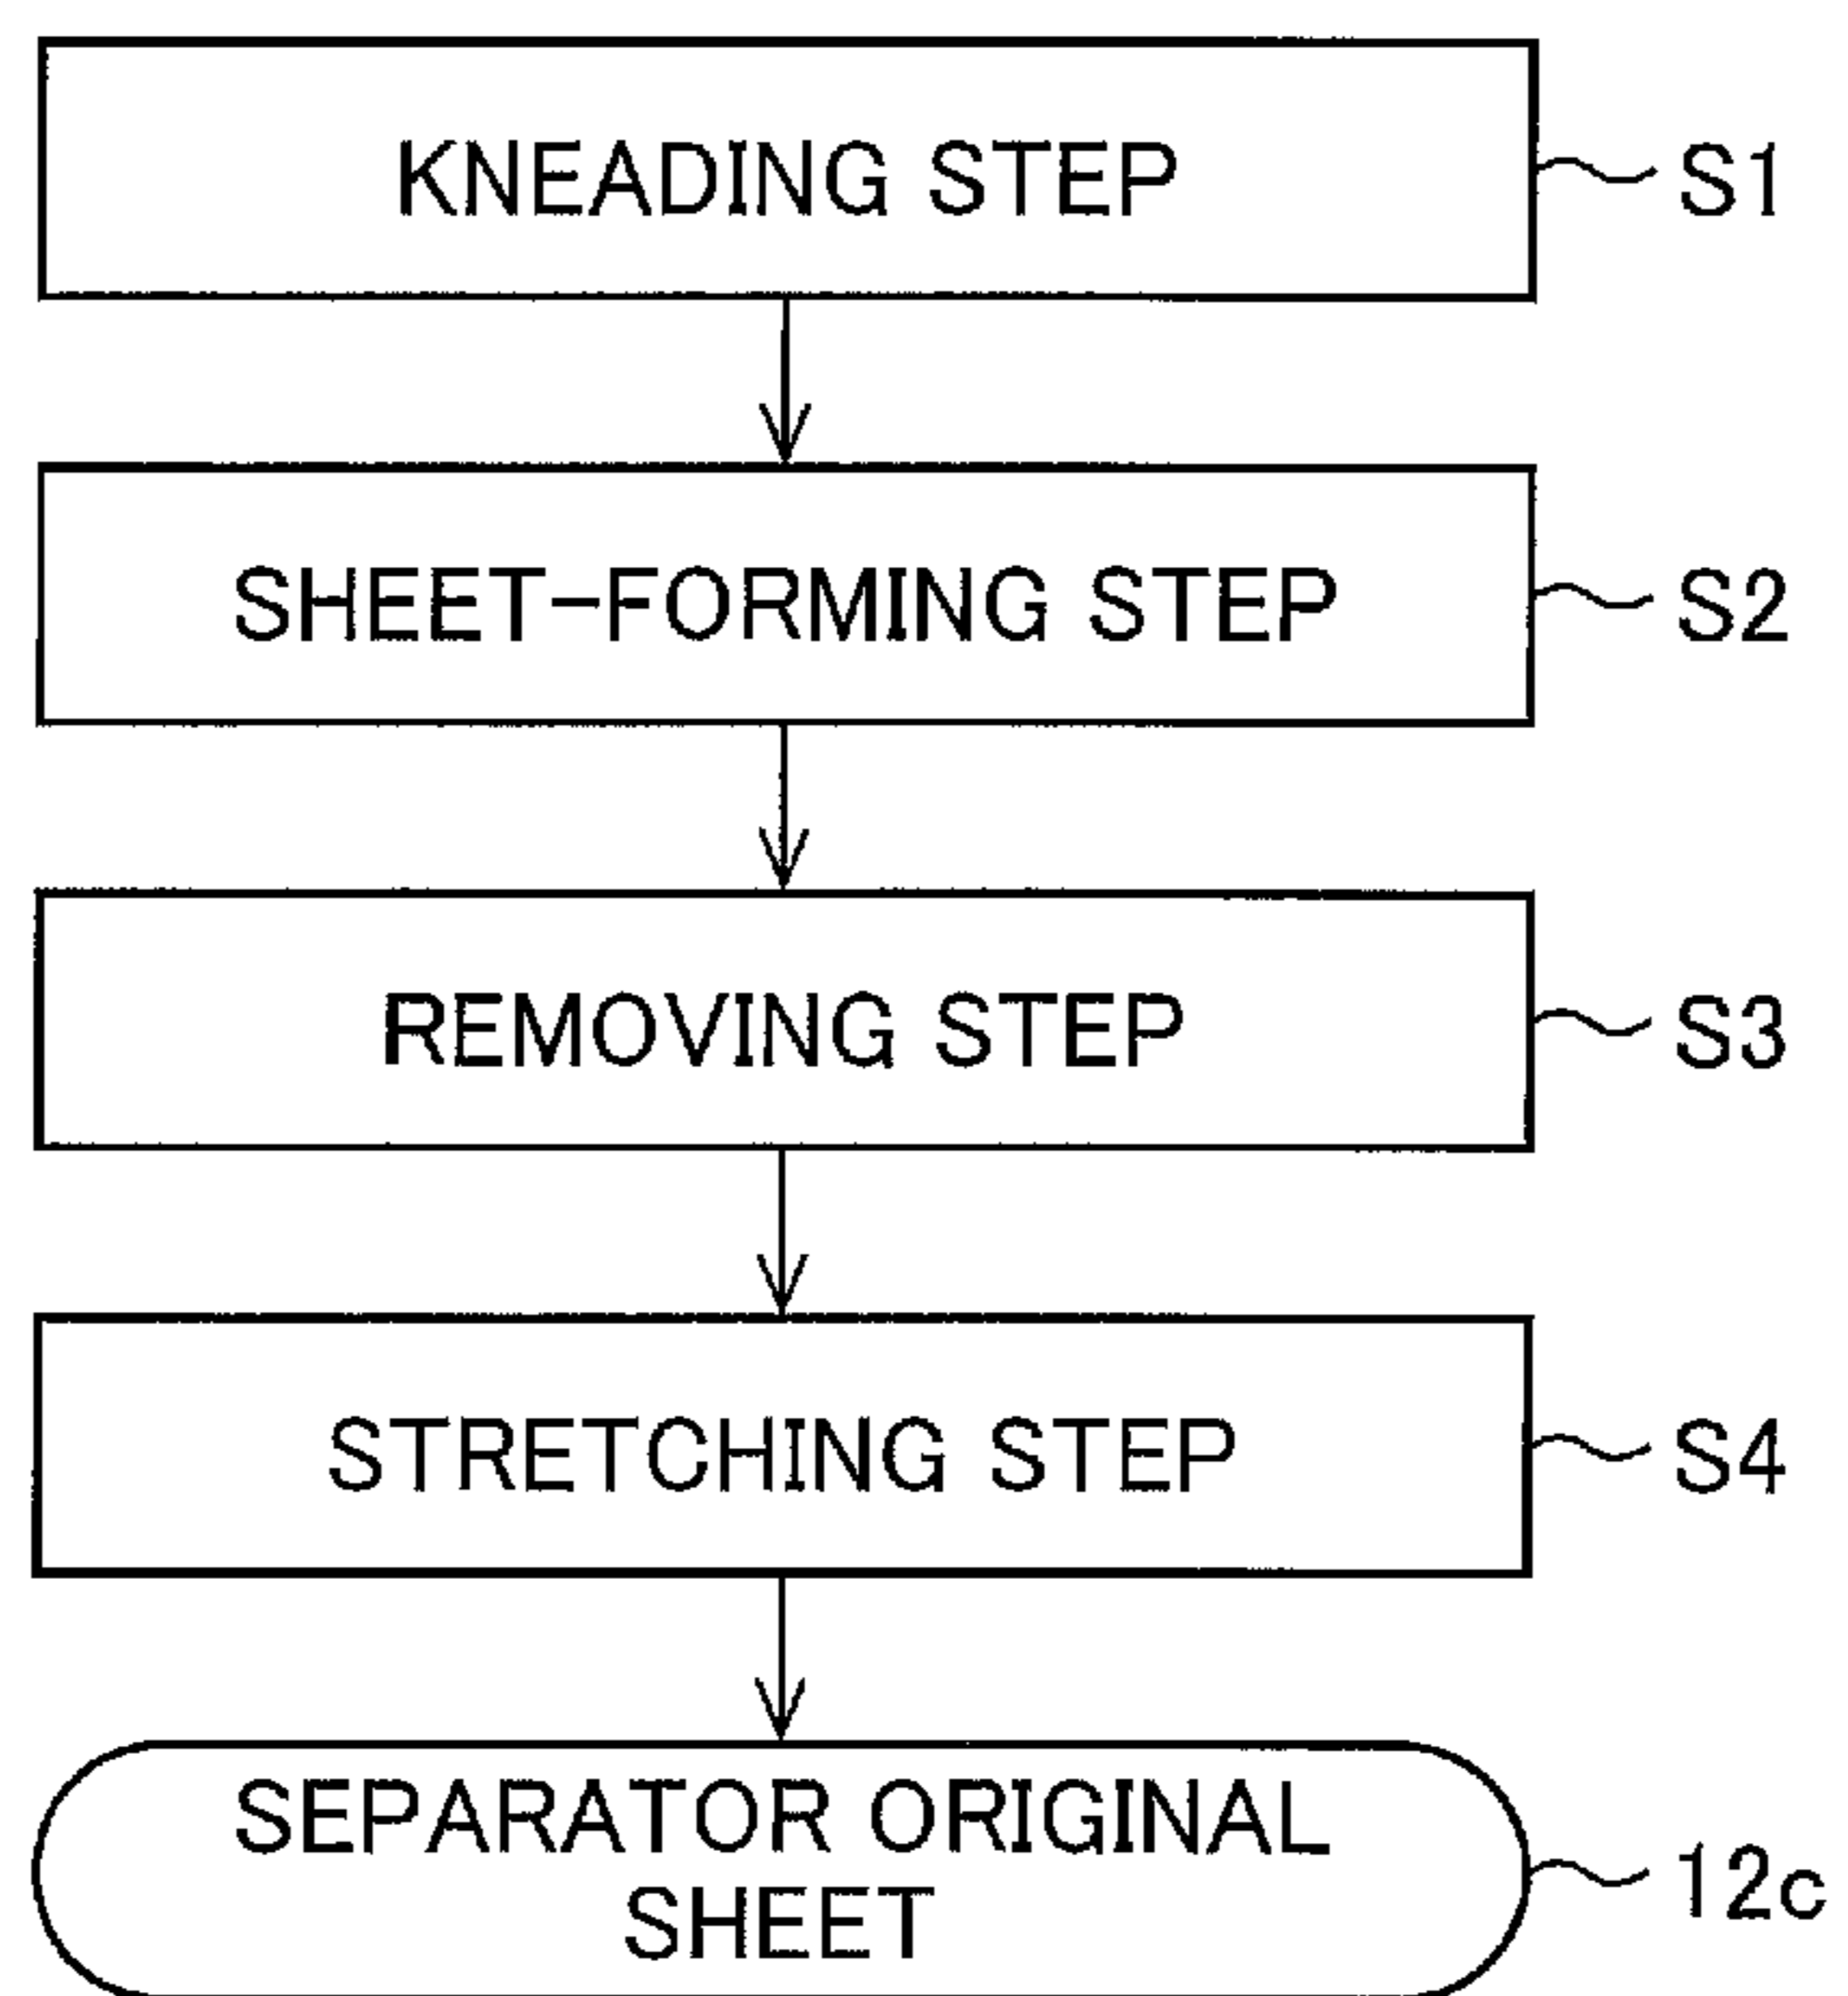 KNEADING STEP S1
SHEET-FORMING STEP S2
REMOVING STEP S3
STRETCHING STEP S4
SEPARATOR ORIGINAL
SHEET
12c